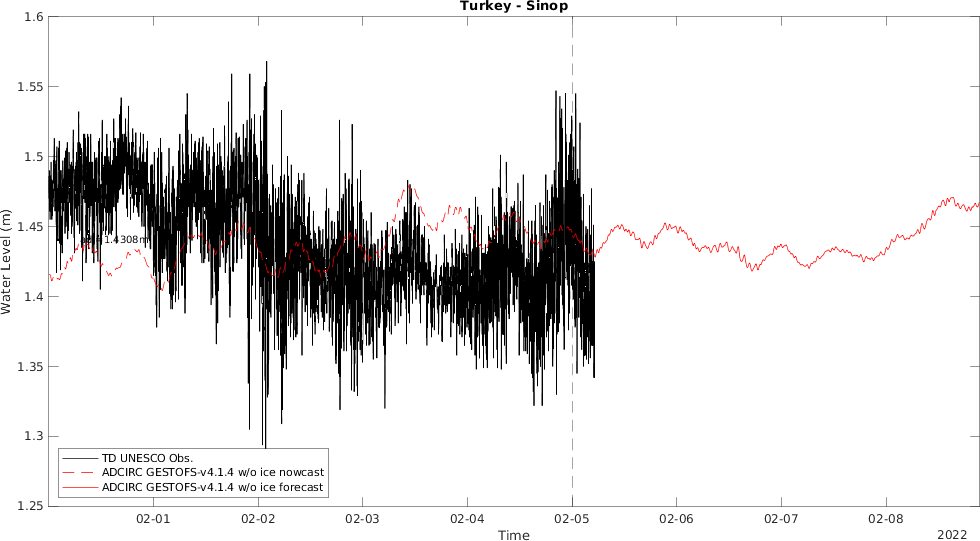 Turkey - Sinop
1.6
1.55
1.5
1.45
1.4
1.35
1.3
1.25
Water Level (m)
1.4308m
TD UNESCO Obs.
ADCIRC GESTOFS-v4.1.4 w/o ice nowcast
ADCIRC GESTOFS-v4.1.4 w/o ice forecast
02-01 02-02 02-03 02-04 02-05 02-06 02-07 02-08
Time
2022